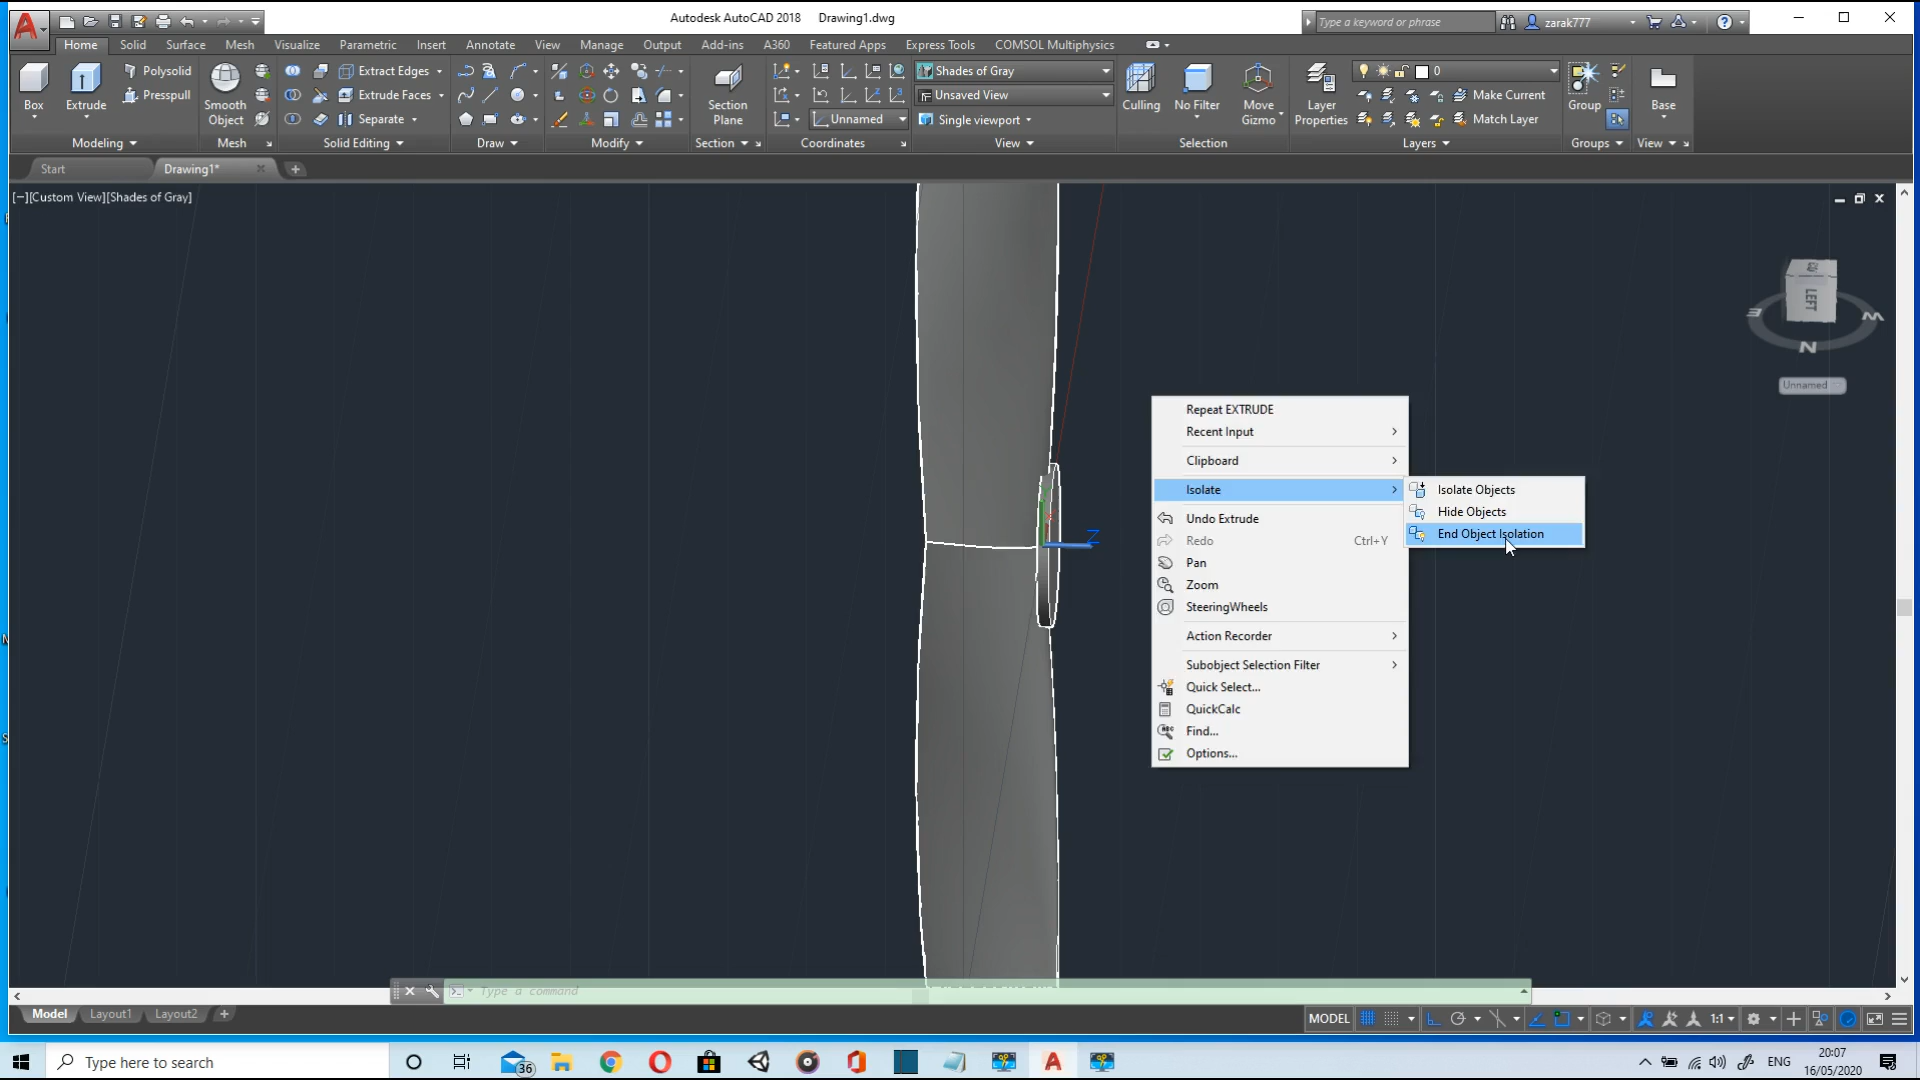 Autodesk AutoCAD 2018 Drawing1.dwg
Type a keyword or phrase
zarak777
Home Solid Surface Mesh Visualize Parametric Insert Annotate View Manage Output Add-ins A360 Featured Apps Express Tools COMSOL Multiphysics
Box
Extrude
Polysolid
Presspull
Smooth Object
Extract Edges
Extrude Faces
Separate
Section Plane
Unnamed
Shades of Gray
Unsaved View
Single viewport
Culling
No Filter
Move Gizmo
Layer Properties
0
Make Current
Match Layer
Group
Base
Modeling Mesh Solid Editing Draw Modify Section Coordinates View Selection Layers Groups View
Start Drawing1*
[−][Custom View][Shades of Gray]
LEFT
N
Unnamed
Z
Repeat EXTRUDE
Recent Input
Clipboard
Isolate
Undo Extrude
Redo Ctrl+Y
Pan
Zoom
SteeringWheels
Action Recorder
Subobject Selection Filter
Quick Select...
QuickCalc
Find...
Options...
Isolate Objects
Hide Objects
End Object Isolation
Type a command
Model Layout1 Layout2
MODEL
1:1
Type here to search
36
ENG
20:07
16/05/2020